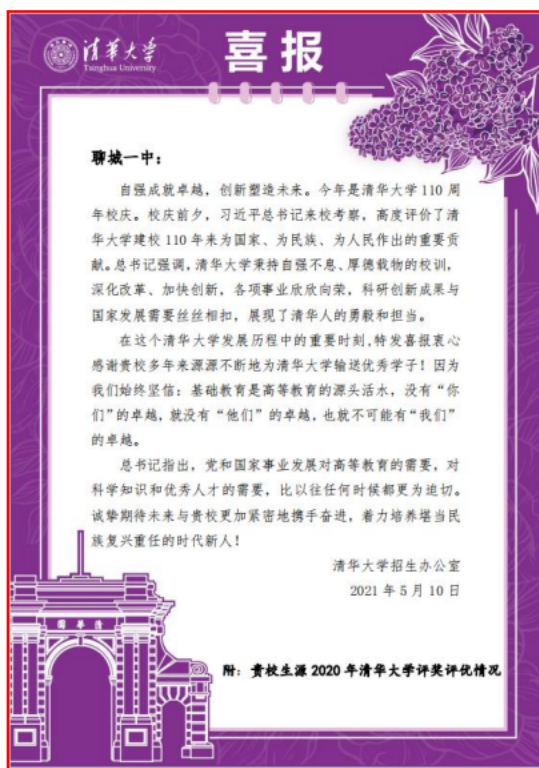 清华大学
Tsinghua University
喜报
聊城一中：
自强成就卓越，创新塑造未来。今年是清华大学 110 周
年校庆。校庆前夕，习近平总书记来校考察，高度评价了清
华大学建校 110 年来为国家、为民族、为人民作出的重要贡
献。总书记强调，清华大学秉持自强不息、厚德载物的校训，
深化改革、加快创新，各项事业欣欣向荣，科研创新成果与
国家发展需要丝丝相扣，展现了清华人的勇毅和担当。
在这个清华大学发展历程中的重要时刻，特发喜报衷心
感谢贵校多年来源源不断地为清华大学输送优秀学子！因为
我们始终坚信：基础教育是高等教育的源头活水，没有“你
们”的卓越，就没有“他们”的卓越，也就不可能有“我们”
的卓越。
总书记指出，党和国家事业发展对高等教育的需要，对
科学知识和优秀人才的需要，比以往任何时候都更为迫切。
诚挚期待未来与贵校更加紧密地携手奋进，着力培养堪当民
族复兴重任的时代新人！
清华大学招生办公室
2021 年 5 月 10 日
園華清
附：贵校生源 2020 年清华大学评奖评优情况